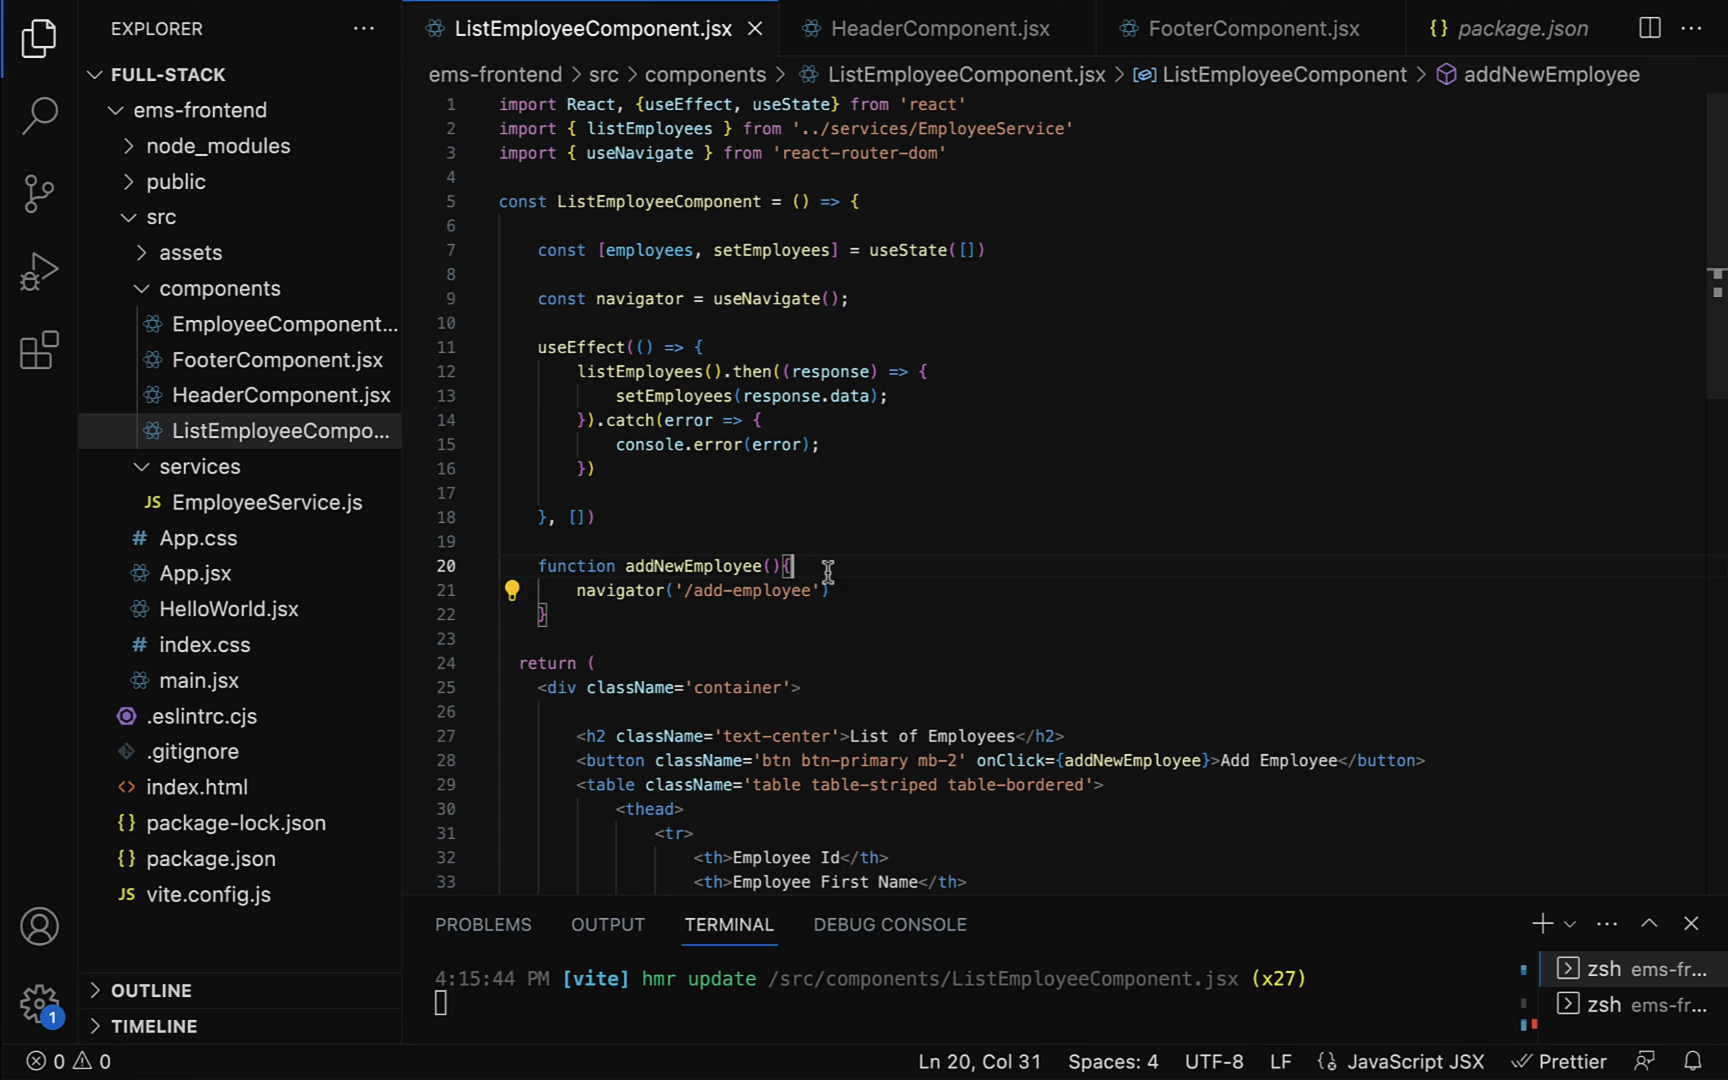 EXPLORER
FULL-STACK
ems-frontend
node_modules
public
src
assets
components
EmployeeComponent...
FooterComponent.jsx
HeaderComponent.jsx
ListEmployeeCompo...
services
JS EmployeeService.js
# App.css
App.jsx
HelloWorld.jsx
# index.css
main.jsx
.eslintrc.cjs
.gitignore
<> index.html
{} package-lock.json
{} package.json
JS vite.config.js
OUTLINE
TIMELINE
1
ListEmployeeComponent.jsx
HeaderComponent.jsx
FooterComponent.jsx
{} package.json
ems-frontend > src > components > ListEmployeeComponent.jsx > ListEmployeeComponent > addNewEmployee
1 import React, {useEffect, useState} from 'react'
2 import { listEmployees } from '../services/EmployeeService'
3 import { useNavigate } from 'react-router-dom'
4
5 const ListEmployeeComponent = () => {
6
7 const [employees, setEmployees] = useState([])
8
9 const navigator = useNavigate();
10
11 useEffect(() => {
12 listEmployees().then((response) => {
13 setEmployees(response.data);
14 }).catch(error => {
15 console.error(error);
16 })
17
18 }, [])
19
20 function addNewEmployee(){
21 navigator('/add-employee')
22 }
23
24 return (
25 <div className='container'>
26
27 <h2 className='text-center'>List of Employees</h2>
28 <button className='btn btn-primary mb-2' onClick={addNewEmployee}>Add Employee</button>
29 <table className='table table-striped table-bordered'>
30 <thead>
31 <tr>
32 <th>Employee Id</th>
33 <th>Employee First Name</th>
PROBLEMS OUTPUT TERMINAL DEBUG CONSOLE
4:15:44 PM [vite] hmr update /src/components/ListEmployeeComponent.jsx (x27)
zsh ems-fr...
zsh ems-fr...
0 0 Ln 20, Col 31 Spaces: 4 UTF-8 LF {} JavaScript JSX Prettier